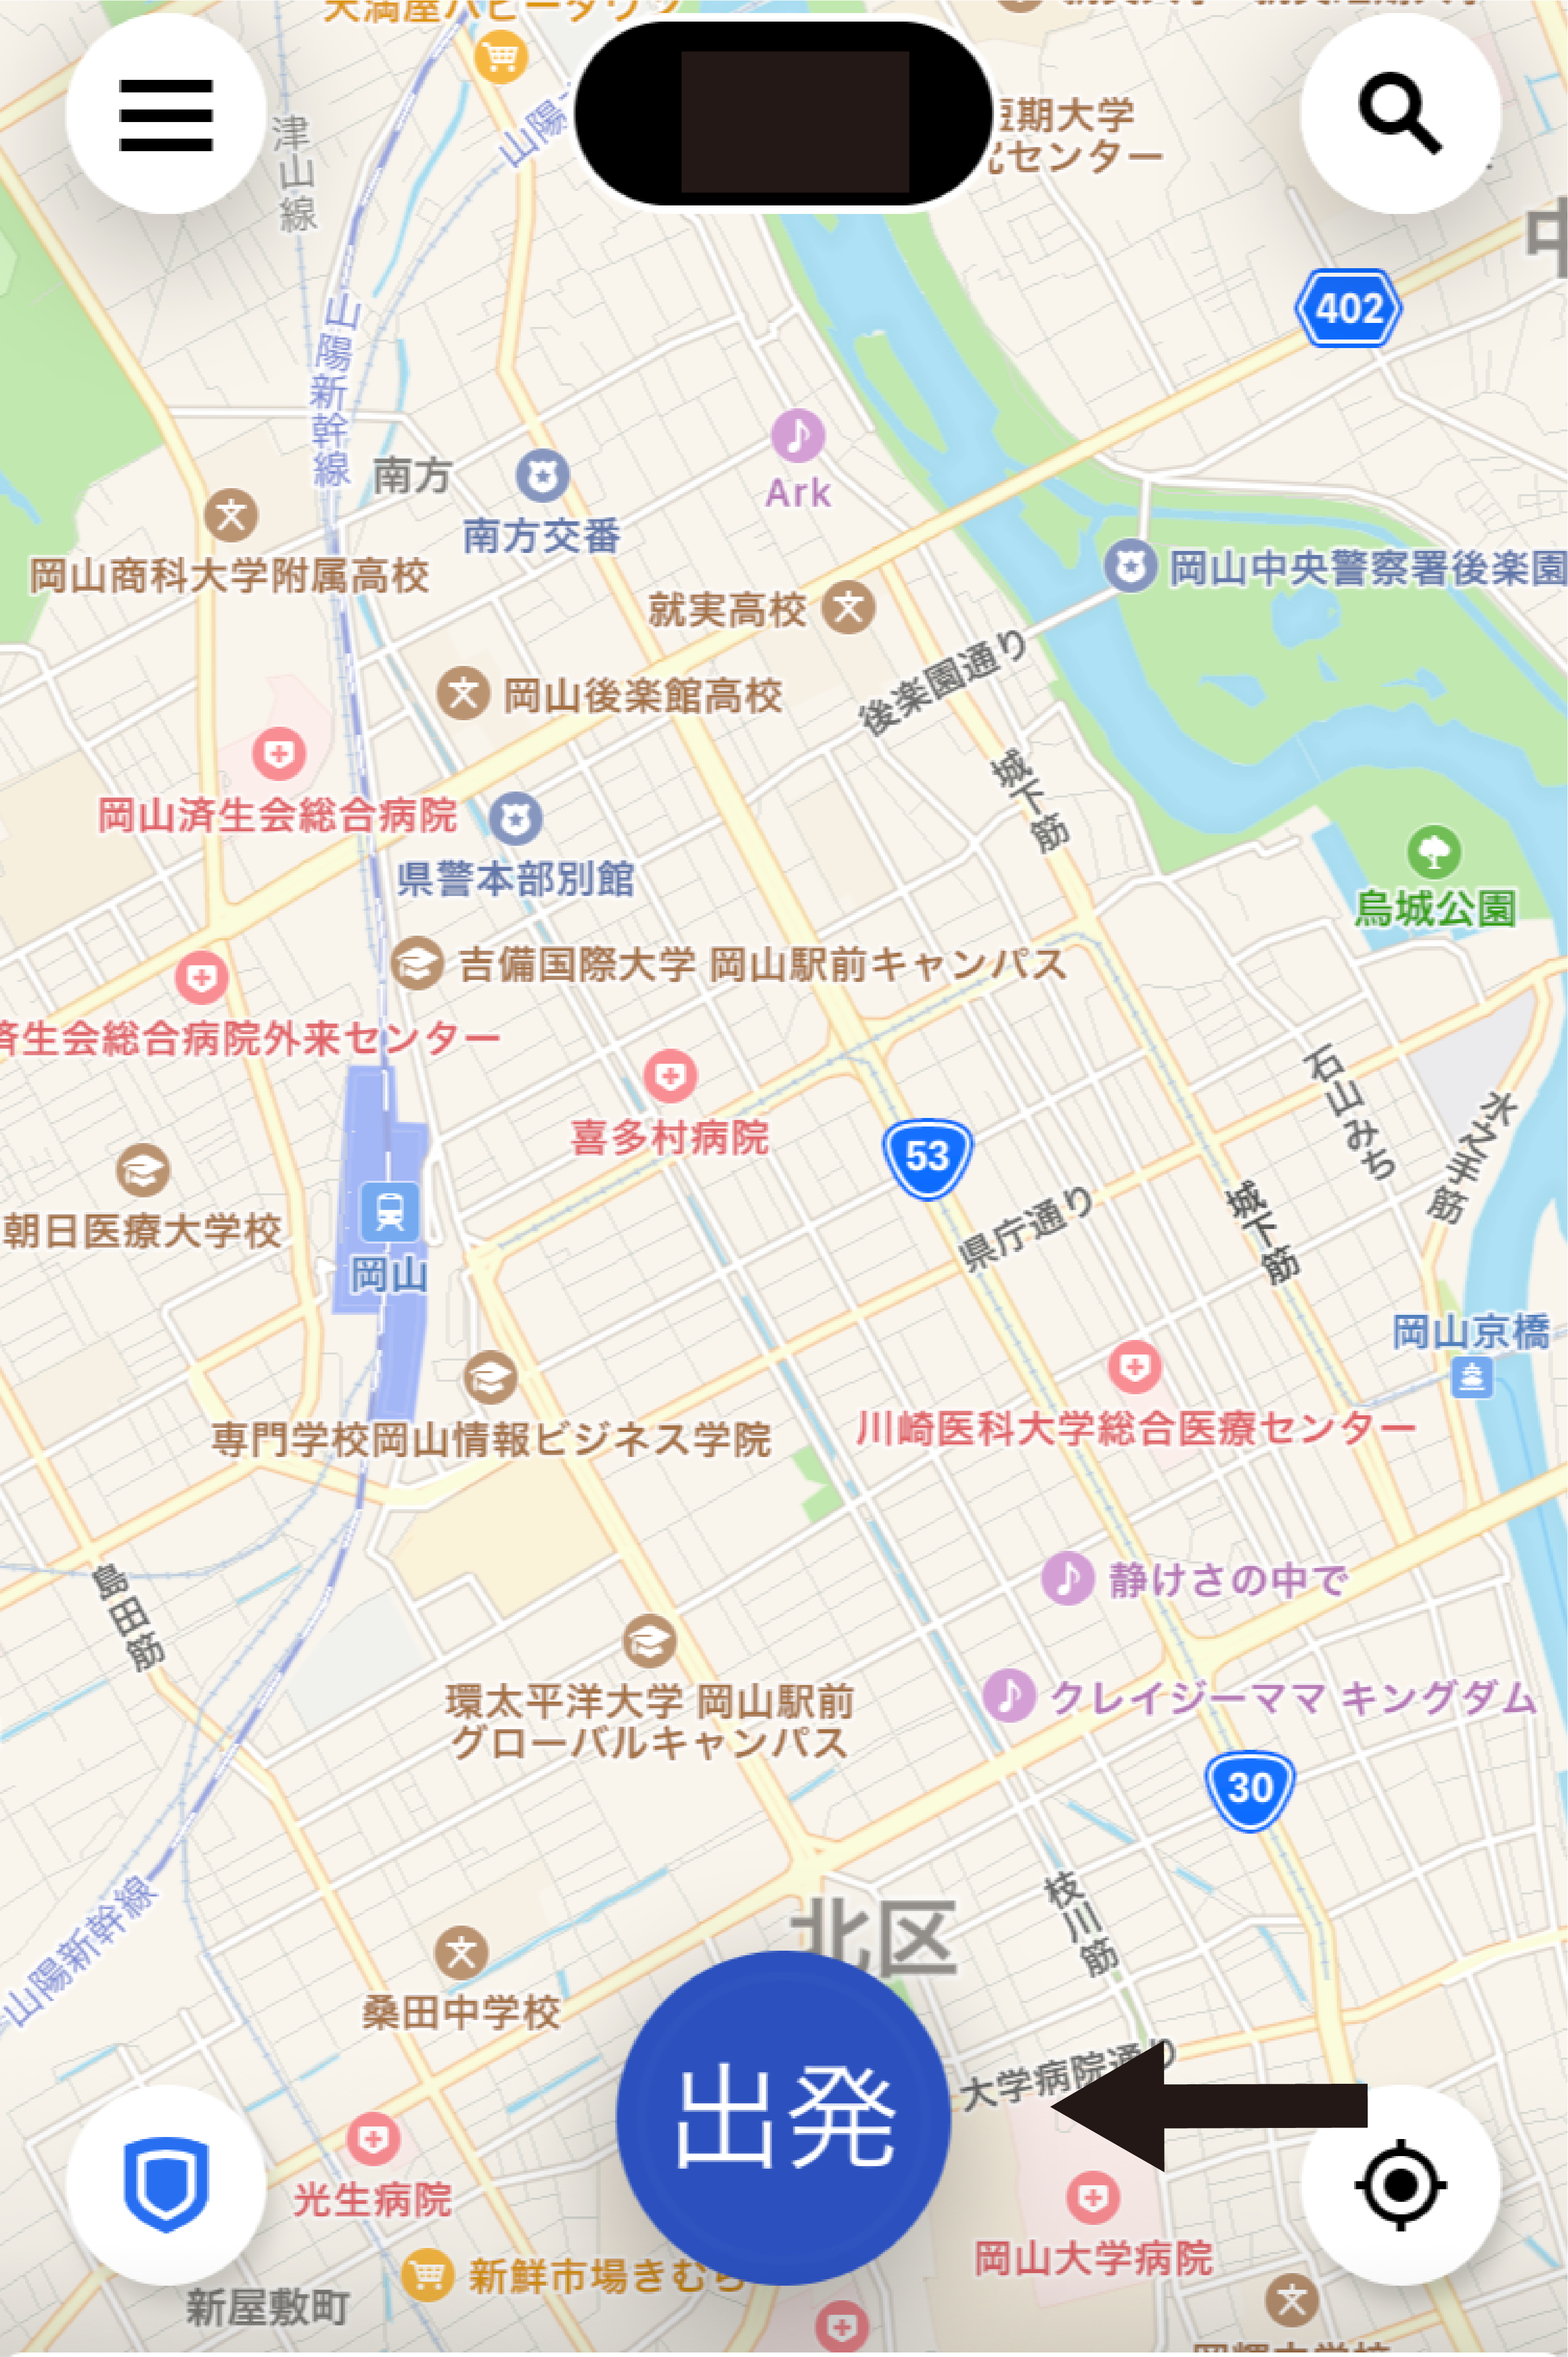 津山線
山陽新幹線
短期大学
センター
402
南方
Ark
南方交番
岡山商科大学附属高校
岡山中央警察署後楽園
就実高校
後楽園通り
岡山後楽館高校
城下筋
岡山済生会総合病院
県警本部別館
烏城公園
吉備国際大学 岡山駅前キャンパス
済生会総合病院外来センター
石山みち
水之手筋
喜多村病院
53
朝日医療大学校
県庁通り
城下筋
岡山
岡山京橋
専門学校岡山情報ビジネス学院
川崎医科大学総合医療センター
島田筋
静けさの中で
環太平洋大学 岡山駅前
グローバルキャンパス
クレイジーママ キングダム
30
山陽新幹線
北区
枝川筋
桑田中学校
大学病院通り
出発
光生病院
岡山大学病院
新鮮市場きむら
新屋敷町